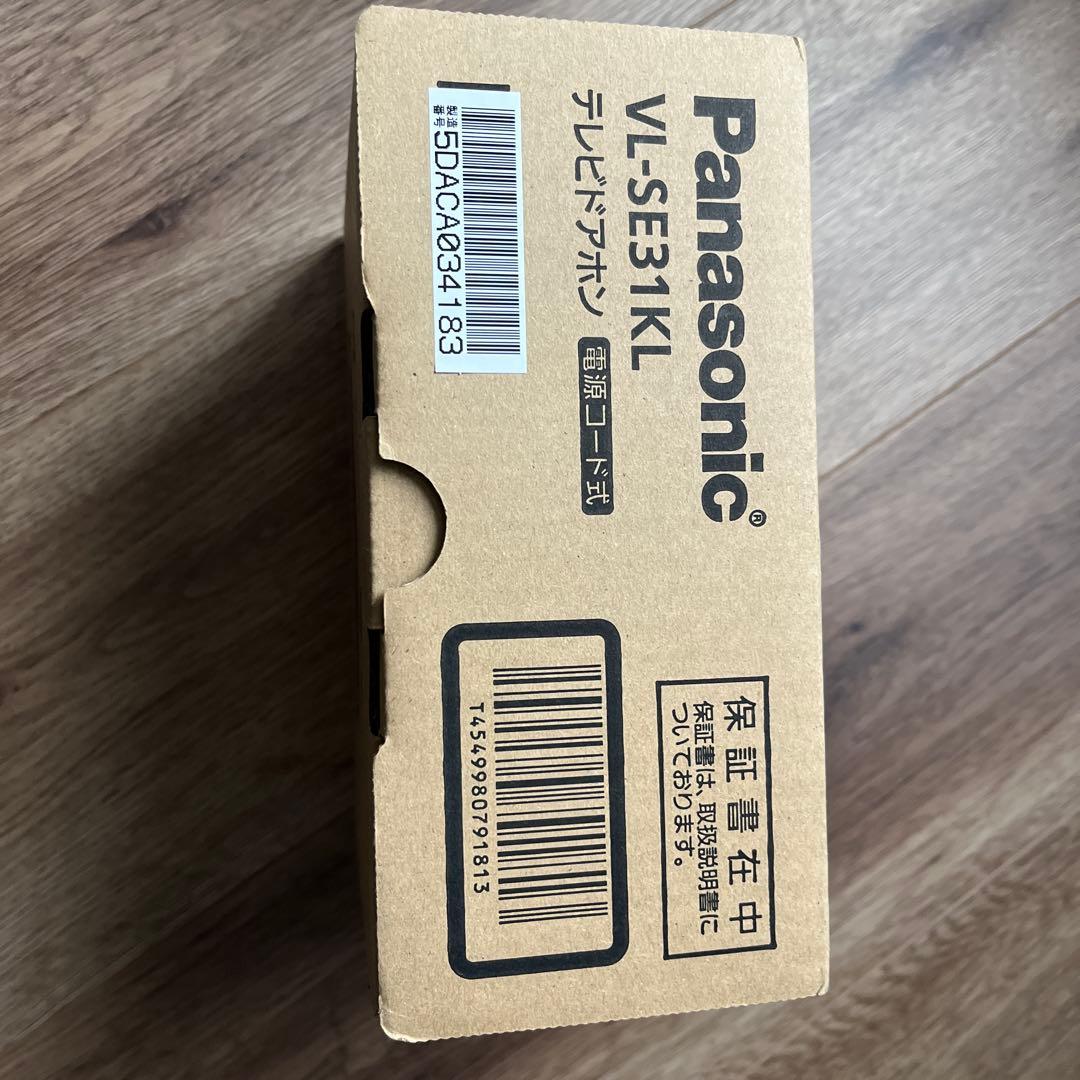 Panasonic®
VL-SE31KL
テレビドアホン 電源コード式
製造番号 5DACA034183
保証書在中
保証書は、取扱説明書に
ついております。
T4549980791813